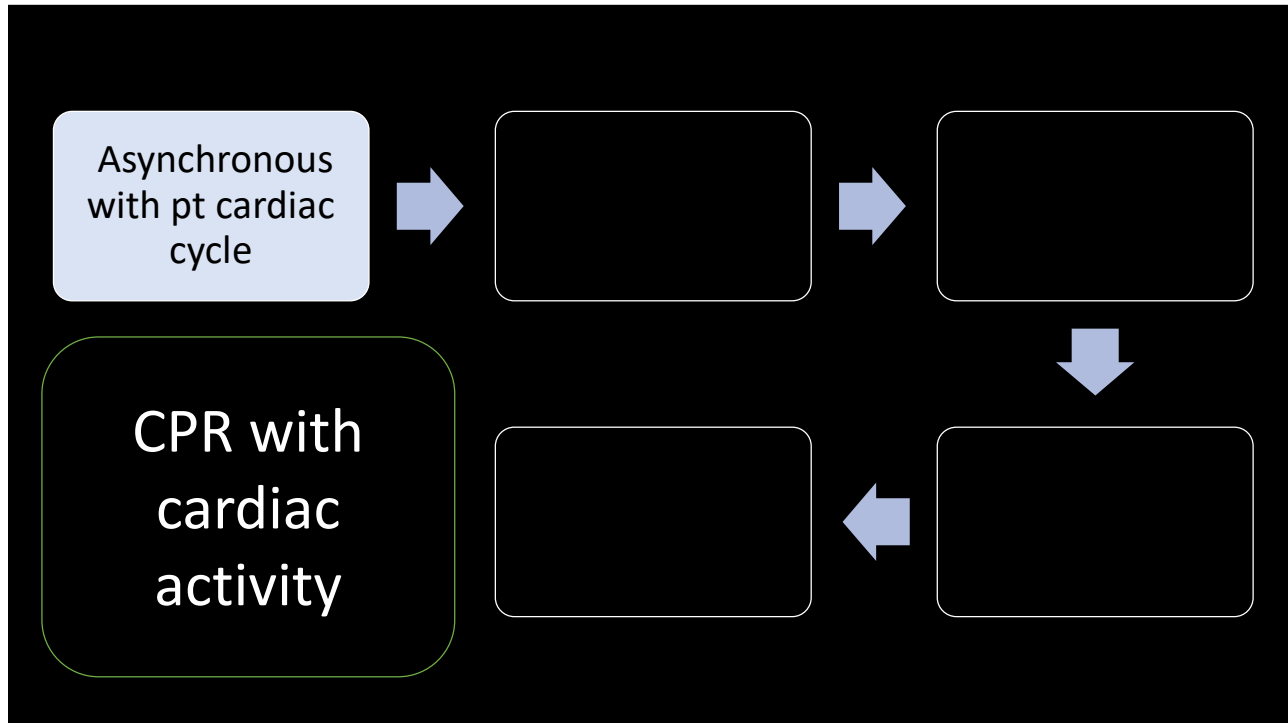 Asynchronous
with pt cardiac
cycle
CPR with
cardiac
activity